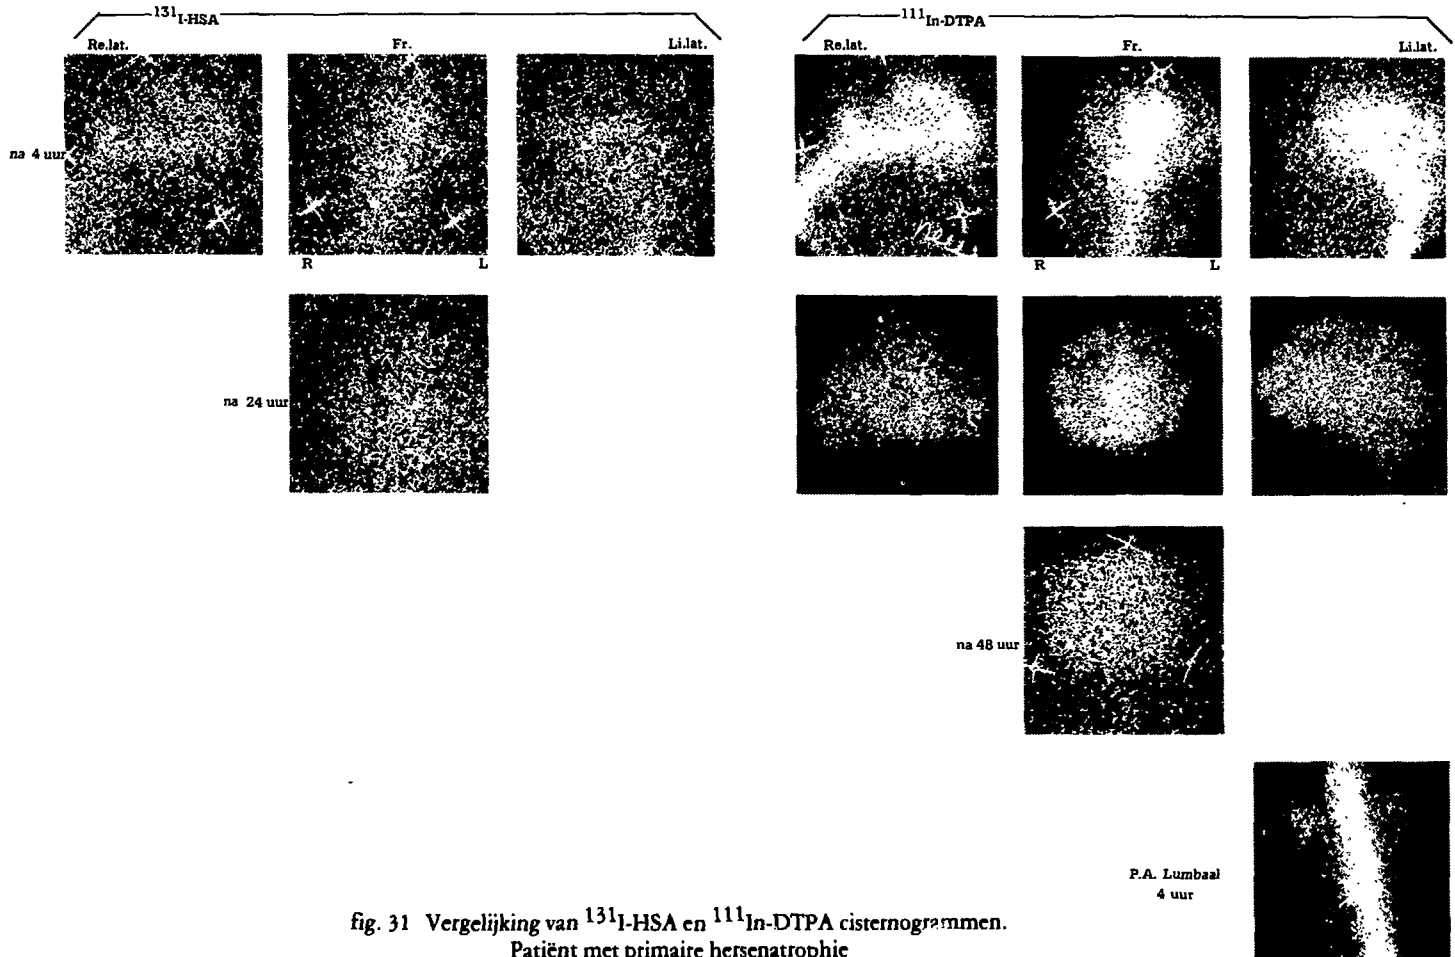 131I-HSA
111In-DTPA
Re.lat. Fr. Li.lat. Re.lat. Fr. Li.lat.
na 4 uur
R L R L
na 24 uur
na 48 uur
P.A. Lumbaal
4 uur
fig. 31 Vergelijking van 131I-HSA en 111In-DTPA cisternogrammen.
Patiënt met primaire hersenatrophie